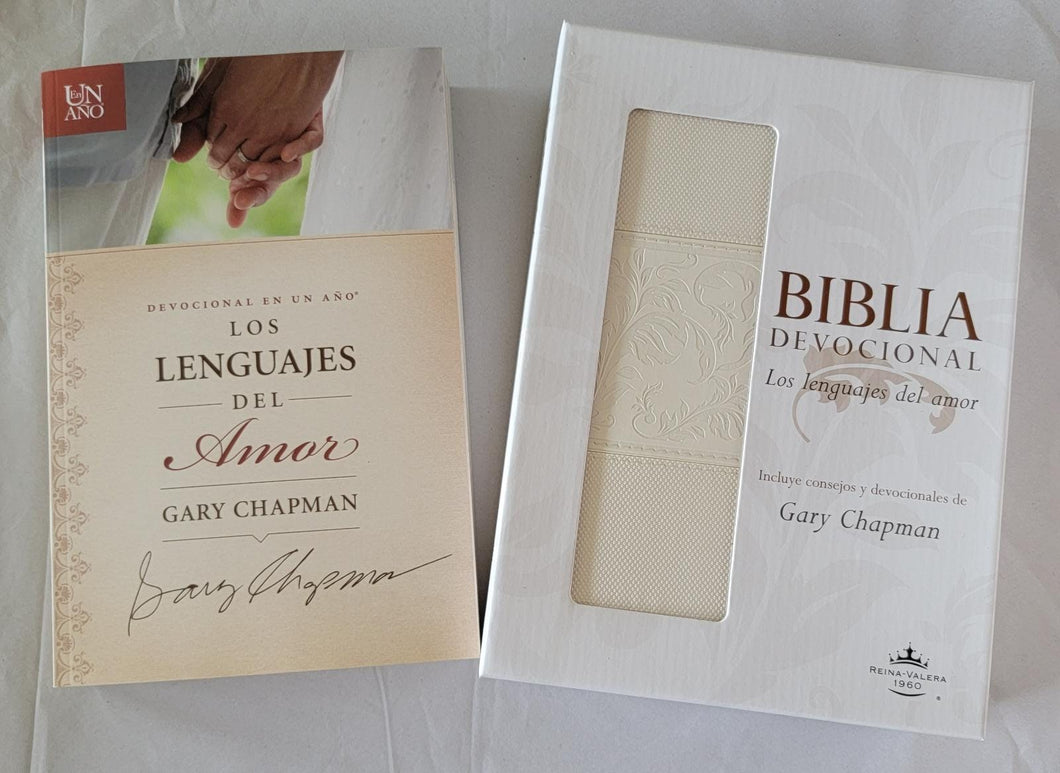 En
UN
AÑO
DEVOCIONAL EN UN AÑO®
LOS
LENGUAJES
DEL
Amor
GARY CHAPMAN
Gary Chapman
BIBLIA
DEVOCIONAL
Los lenguajes del amor
Incluye consejos y devocionales de
Gary Chapman
REINA-VALERA
1960
®